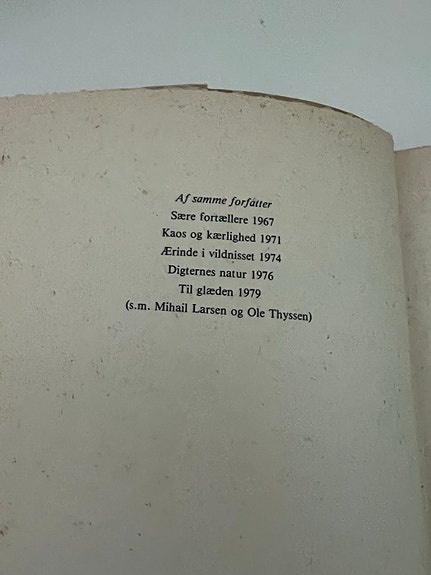 Af samme forfatter
Sære fortællere 1967
Kaos og kærlighed 1971
Ærinde i vildnisset 1974
Digternes natur 1976
Til glæden 1979
(s.m. Mihail Larsen og Ole Thyssen)